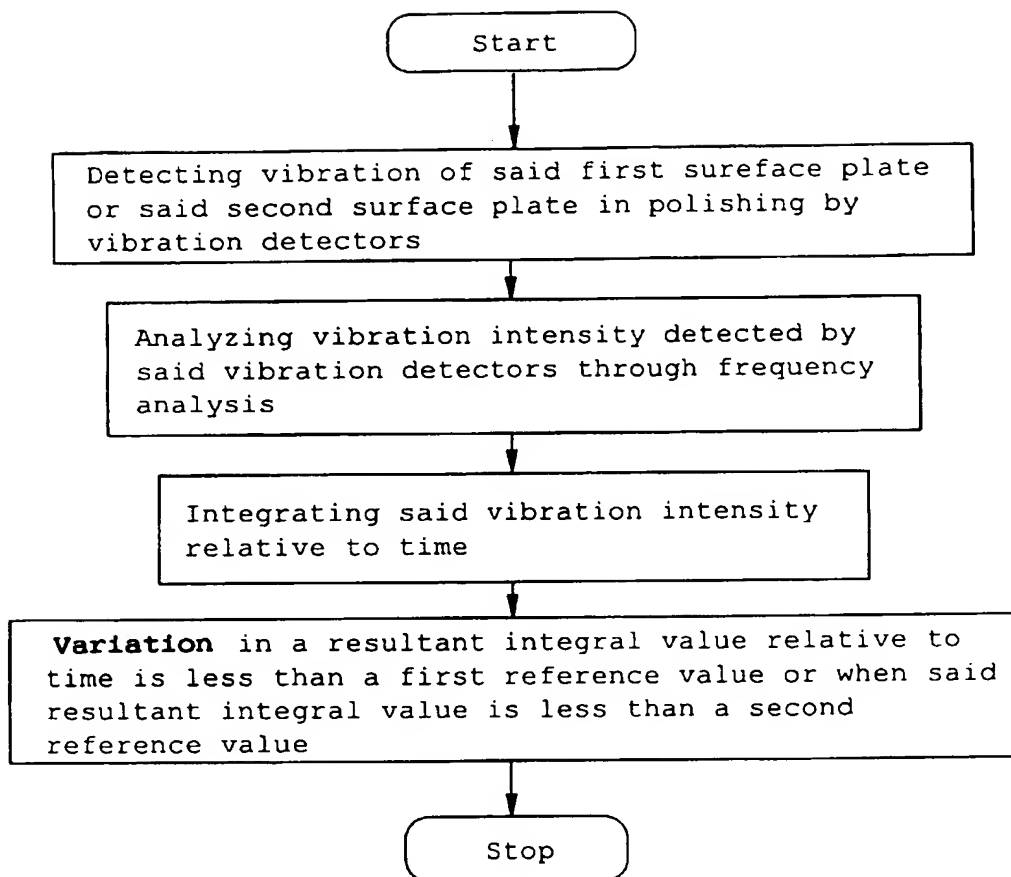 Start
Detecting vibration of said first sureface plate
or said second surface plate in polishing by
vibration detectors
Analyzing vibration intensity detected by
said vibration detectors through frequency
analysis
Integrating said vibration intensity
relative to time
Variation in a resultant integral value relative to
time is less than a first reference value or when said
resultant integral value is less than a second
reference value
Stop